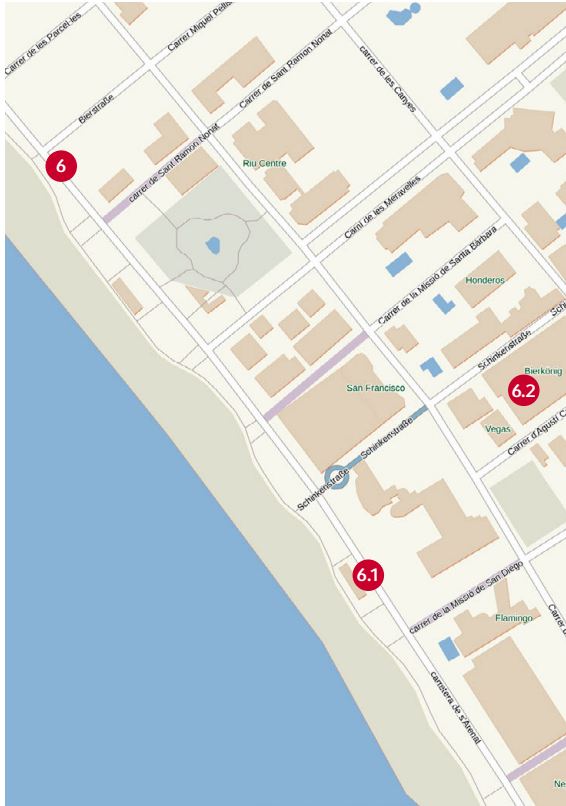 Carrer de les Parcel·les
Carrer Miquel Pellis
Bierstraße
Carrer de Sant Ramon Nonat
carrer de les Canyes
6
carrer de Sant Ramon Nonat
Riu Centre
Camí de les Meravelles
Carrer de la Missió de Santa Bàrbara
Honderos
Schinkenstraße
San Francisco
Bierkönig
6.2
Vegas
Schinkenstraße
Carrer d'Agustí C
Schinkenstraße
6.1
carrer de la Missió de San Diego
Flamingo
carretera de s'Arenal
Carrer d
Ne